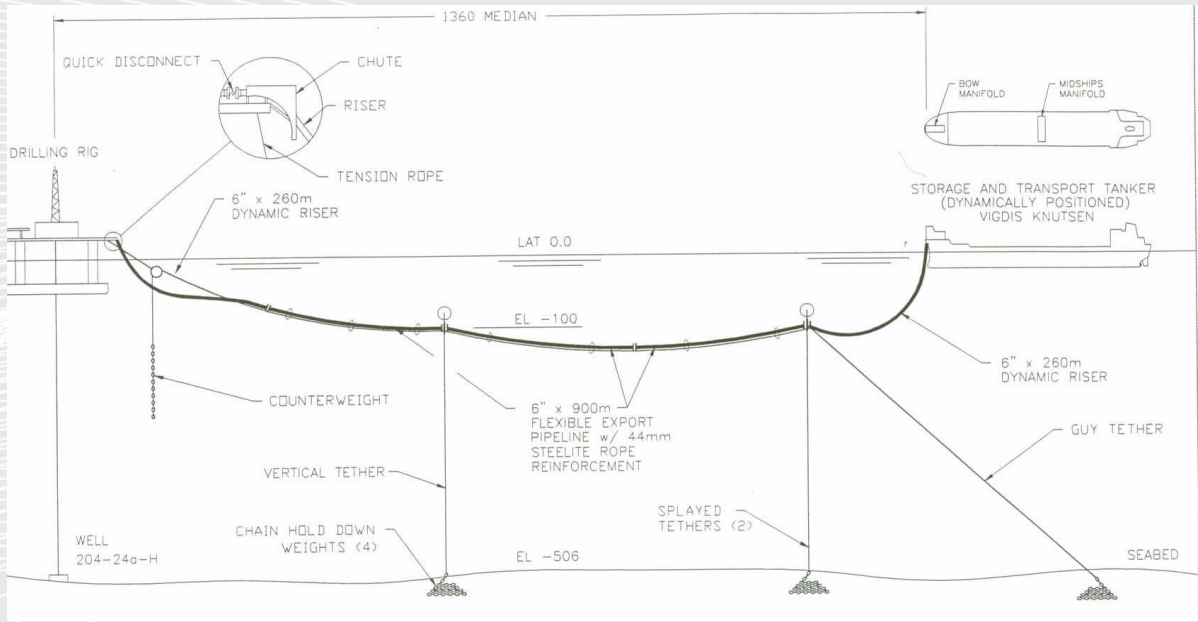 1360 MEDIAN
QUICK DISCONNECT
CHUTE
RISER
TENSION ROPE
BOW
MANIFOLD
MIDSHIPS
MANIFOLD
DRILLING RIG
6" x 260m
DYNAMIC RISER
STORAGE AND TRANSPORT TANKER
(DYNAMICALLY POSITIONED)
VIGDIS KNUTSEN
LAT 0.0
EL -100
COUNTERWEIGHT
6" x 900m
FLEXIBLE EXPORT
PIPELINE w/ 44mm
STEELITE ROPE
REINFORCEMENT
6" x 260m
DYNAMIC RISER
GUY TETHER
VERTICAL TETHER
SPLAYED
TETHERS (2)
CHAIN HOLD DOWN
WEIGHTS (4)
WELL
204-24a-H
EL -506
SEABED